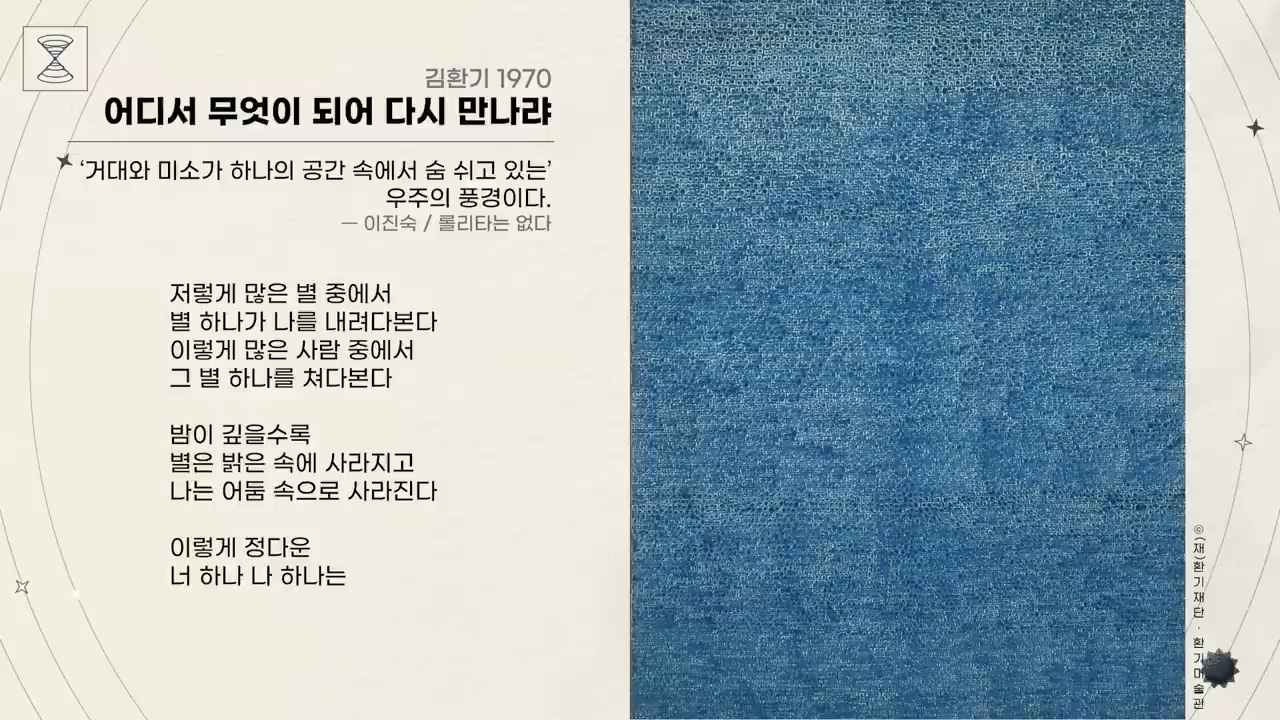 김환기 1970
어디서 무엇이 되어 다시 만나랴
‘거대와 미소가 하나의 공간 속에서 숨 쉬고 있는’
우주의 풍경이다.
— 이진숙 / 롤리타는 없다
저렇게 많은 별 중에서
별 하나가 나를 내려다본다
이렇게 많은 사람 중에서
그 별 하나를 쳐다본다
밤이 깊을수록
별은 밝은 속에 사라지고
나는 어둠 속으로 사라진다
이렇게 정다운
너 하나 나 하나는
©(재)환기재단 · 환기미술관